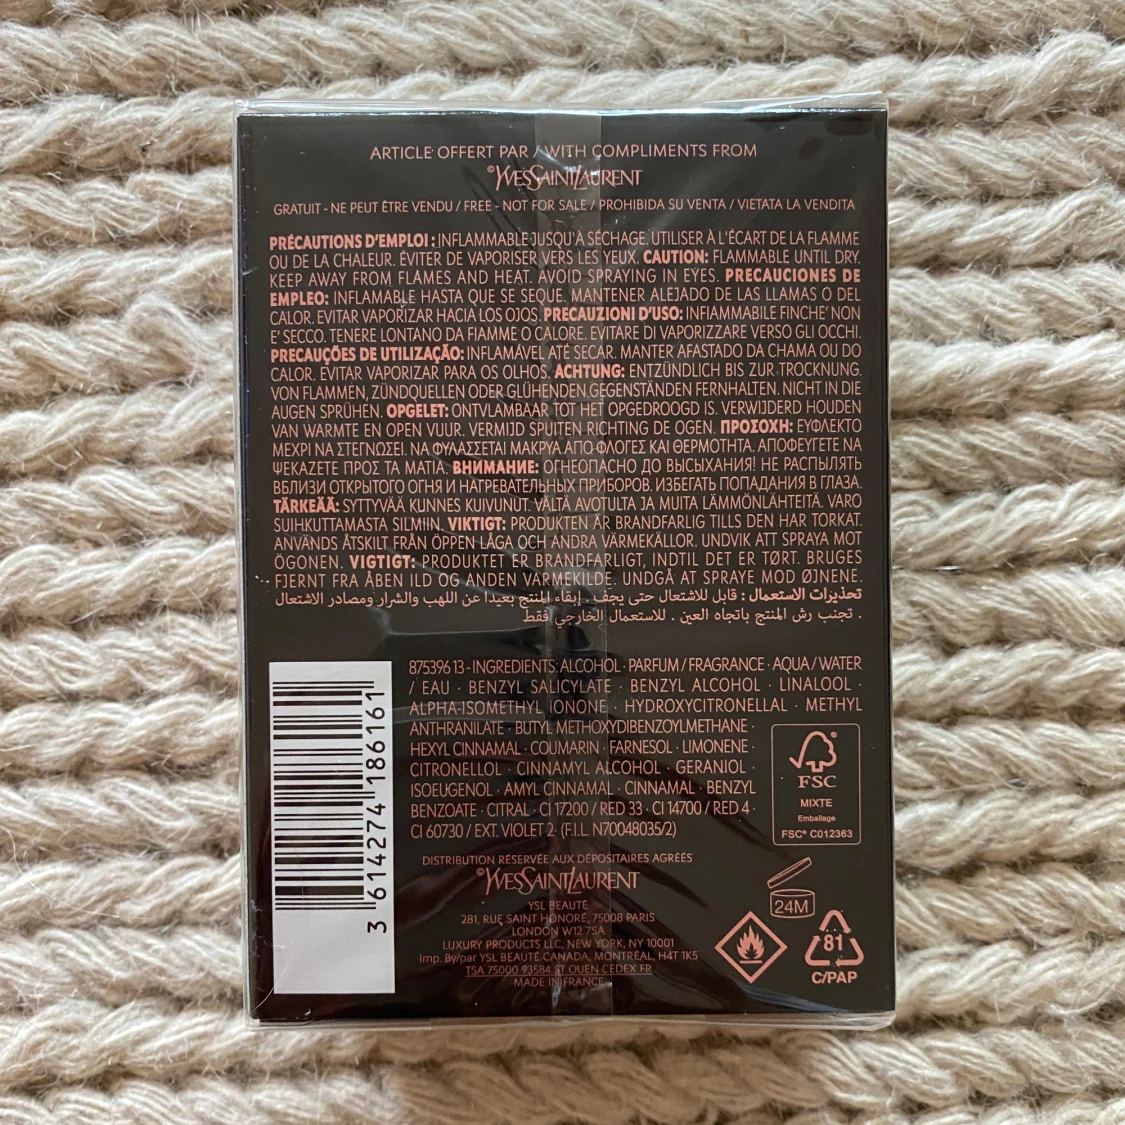 ARTICLE OFFERT PAR / WITH COMPLIMENTS FROM
©YVESSAINTLAURENT
GRATUIT - NE PEUT ÊTRE VENDU / FREE - NOT FOR SALE / PROHIBIDA SU VENTA / VIETATA LA VENDITA
PRÉCAUTIONS D'EMPLOI : INFLAMMABLE JUSQU'À SÉCHAGE. UTILISER À L'ÉCART DE LA FLAMME
OU DE LA CHALEUR. ÉVITER DE VAPORISER VERS LES YEUX. CAUTION: FLAMMABLE UNTIL DRY.
KEEP AWAY FROM FLAMES AND HEAT. AVOID SPRAYING IN EYES. PRECAUCIONES DE
EMPLEO: INFLAMABLE HASTA QUE SE SEQUE. MANTENER ALEJADO DE LAS LLAMAS O DEL
CALOR. EVITAR VAPORIZAR HACIA LOS OJOS. PRECAUZIONI D'USO: INFIAMMABILE FINCHE' NON
E' SECCO. TENERE LONTANO DA FIAMME O CALORE. EVITARE DI VAPORIZZARE VERSO GLI OCCHI.
PRECAUÇÕES DE UTILIZAÇÃO: INFLAMÁVEL ATÉ SECAR. MANTER AFASTADO DA CHAMA OU DO
CALOR. EVITAR VAPORIZAR PARA OS OLHOS. ACHTUNG: ENTZÜNDLICH BIS ZUR TROCKNUNG.
VON FLAMMEN, ZÜNDQUELLEN ODER GLÜHENDEN GEGENSTÄNDEN FERNHALTEN. NICHT IN DIE
AUGEN SPRÜHEN. OPGELET: ONTVLAMBAAR TOT HET OPGEDROOGD IS. VERWIJDERD HOUDEN
VAN WARMTE EN OPEN VUUR. VERMIJD SPUITEN RICHTING DE OGEN. ΠΡΟΣΟΧΗ: ΕΥΦΛΕΚΤΟ
ΜΕΧΡΙ ΝΑ ΣΤΕΓΝΩΣΕΙ. ΝΑ ΦΥΛΑΣΣΕΤΑΙ ΜΑΚΡΥΑ ΑΠΟ ΦΛΟΓΕΣ ΚΑΙ ΘΕΡΜΟΤΗΤΑ. ΑΠΟΦΕΥΓΕΤΕ ΝΑ
ΨΕΚΑΖΕΤΕ ΠΡΟΣ ΤΑ ΜΑΤΙΑ. ВНИМАНИЕ: ОГНЕОПАСНО ДО ВЫСЫХАНИЯ! НЕ РАСПЫЛЯТЬ
ВБЛИЗИ ОТКРЫТОГО ОГНЯ И НАГРЕВАТЕЛЬНЫХ ПРИБОРОВ. ИЗБЕГАТЬ ПОПАДАНИЯ В ГЛАЗА.
TÄRKEÄÄ: SYTTYVÄÄ KUNNES KUIVUNUT. VÄLTÄ AVOTULTA JA MUITA LÄMMÖNLÄHTEITÄ. VARO
SUIHKUTTAMASTA SILMIIN. VIKTIGT: PRODUKTEN ÄR BRANDFARLIG TILLS DEN HAR TORKAT.
ANVÄNDS ÅTSKILT FRÅN ÖPPEN LÅGA OCH ANDRA VÄRMEKÄLLOR. UNDVIK ATT SPRAYA MOT
ÖGONEN. VIGTIGT: PRODUKTET ER BRANDFARLIGT, INDTIL DET ER TØRT. BRUGES
FJERNT FRA ÅBEN ILD OG ANDEN VARMEKILDE. UNDGÅ AT SPRAYE MOD ØJNENE.
تحذيرات الاستعمال : قابل للاشتعال حتى يجف . إبقاء المنتج بعيدا عن اللهب والشرار ومصادر الاشتعال
. تجنب رش المنتج باتجاه العين . للاستعمال الخارجي فقط
875396 13 - INGREDIENTS: ALCOHOL · PARFUM / FRAGRANCE · AQUA / WATER
/ EAU · BENZYL SALICYLATE · BENZYL ALCOHOL · LINALOOL ·
ALPHA-ISOMETHYL IONONE · HYDROXYCITRONELLAL · METHYL
ANTHRANILATE · BUTYL METHOXYDIBENZOYLMETHANE ·
HEXYL CINNAMAL · COUMARIN · FARNESOL · LIMONENE ·
CITRONELLOL · CINNAMYL ALCOHOL · GERANIOL ·
ISOEUGENOL · AMYL CINNAMAL · CINNAMAL · BENZYL
BENZOATE · CITRAL · CI 17200 / RED 33 · CI 14700 / RED 4 ·
CI 60730 / EXT. VIOLET 2 · (F.I.L. N70048035/2)
3 614274 186161
FSC
MIXTE
Emballage
FSC® C012363
DISTRIBUTION RÉSERVÉE AUX DÉPOSITAIRES AGRÉÉS
©YVESSAINTLAURENT
YSL BEAUTÉ
281, RUE SAINT HONORÉ, 75008 PARIS
LONDON W12 7SA
LUXURY PRODUCTS LLC, NEW YORK, NY 10001
Imp. By/par YSL BEAUTÉ CANADA, MONTRÉAL, H4T 1K5
TSA 75000 93584 ST OUEN CEDEX FR
MADE IN FRANCE
24M
81
C/PAP